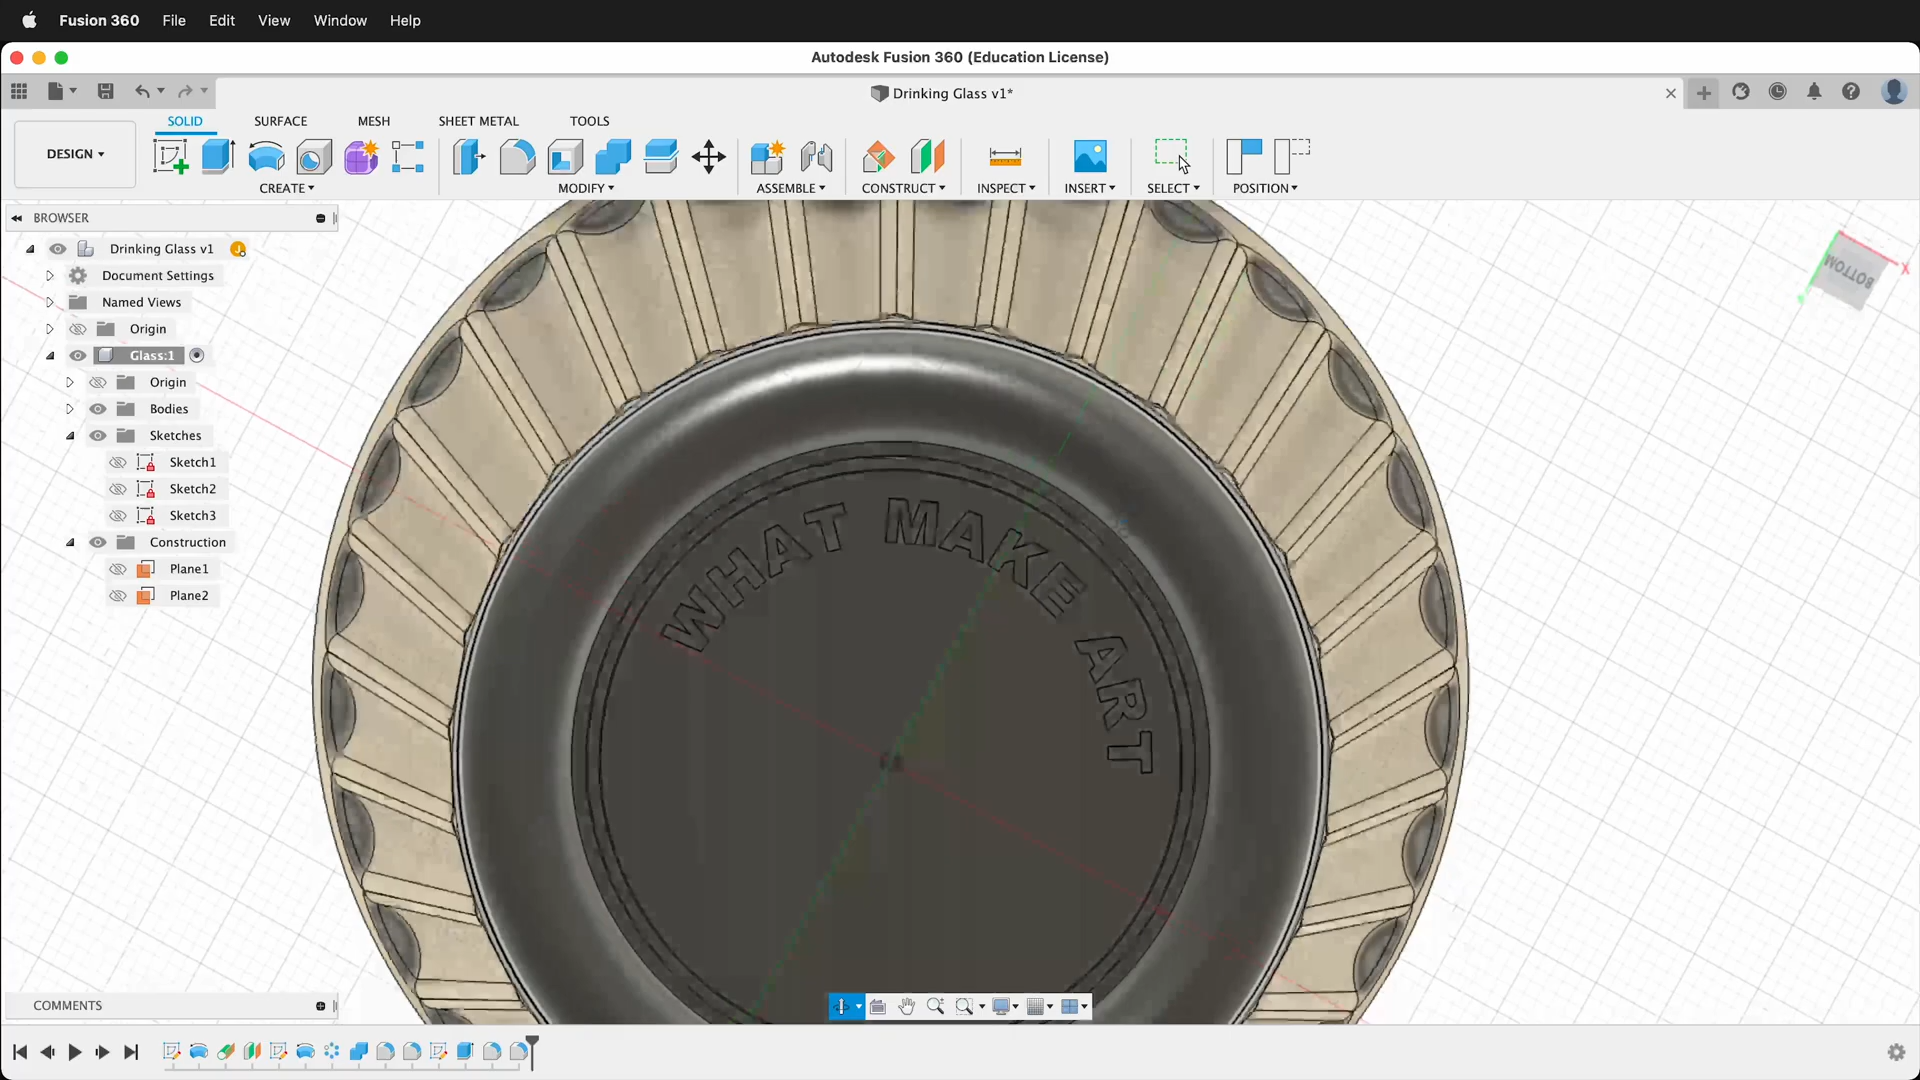 Fusion 360 File Edit View Window Help
Autodesk Fusion 360 (Education License)
Drinking Glass v1*
SOLID SURFACE MESH SHEET METAL TOOLS
DESIGN
CREATE MODIFY ASSEMBLE CONSTRUCT INSPECT INSERT SELECT POSITION
BROWSER
Drinking Glass v1
Document Settings
Named Views
Origin
Glass:1
Origin
Bodies
Sketches
Sketch1
Sketch2
Sketch3
Construction
Plane1
Plane2
WHAT MAKE ART
BOTTOM
X
COMMENTS